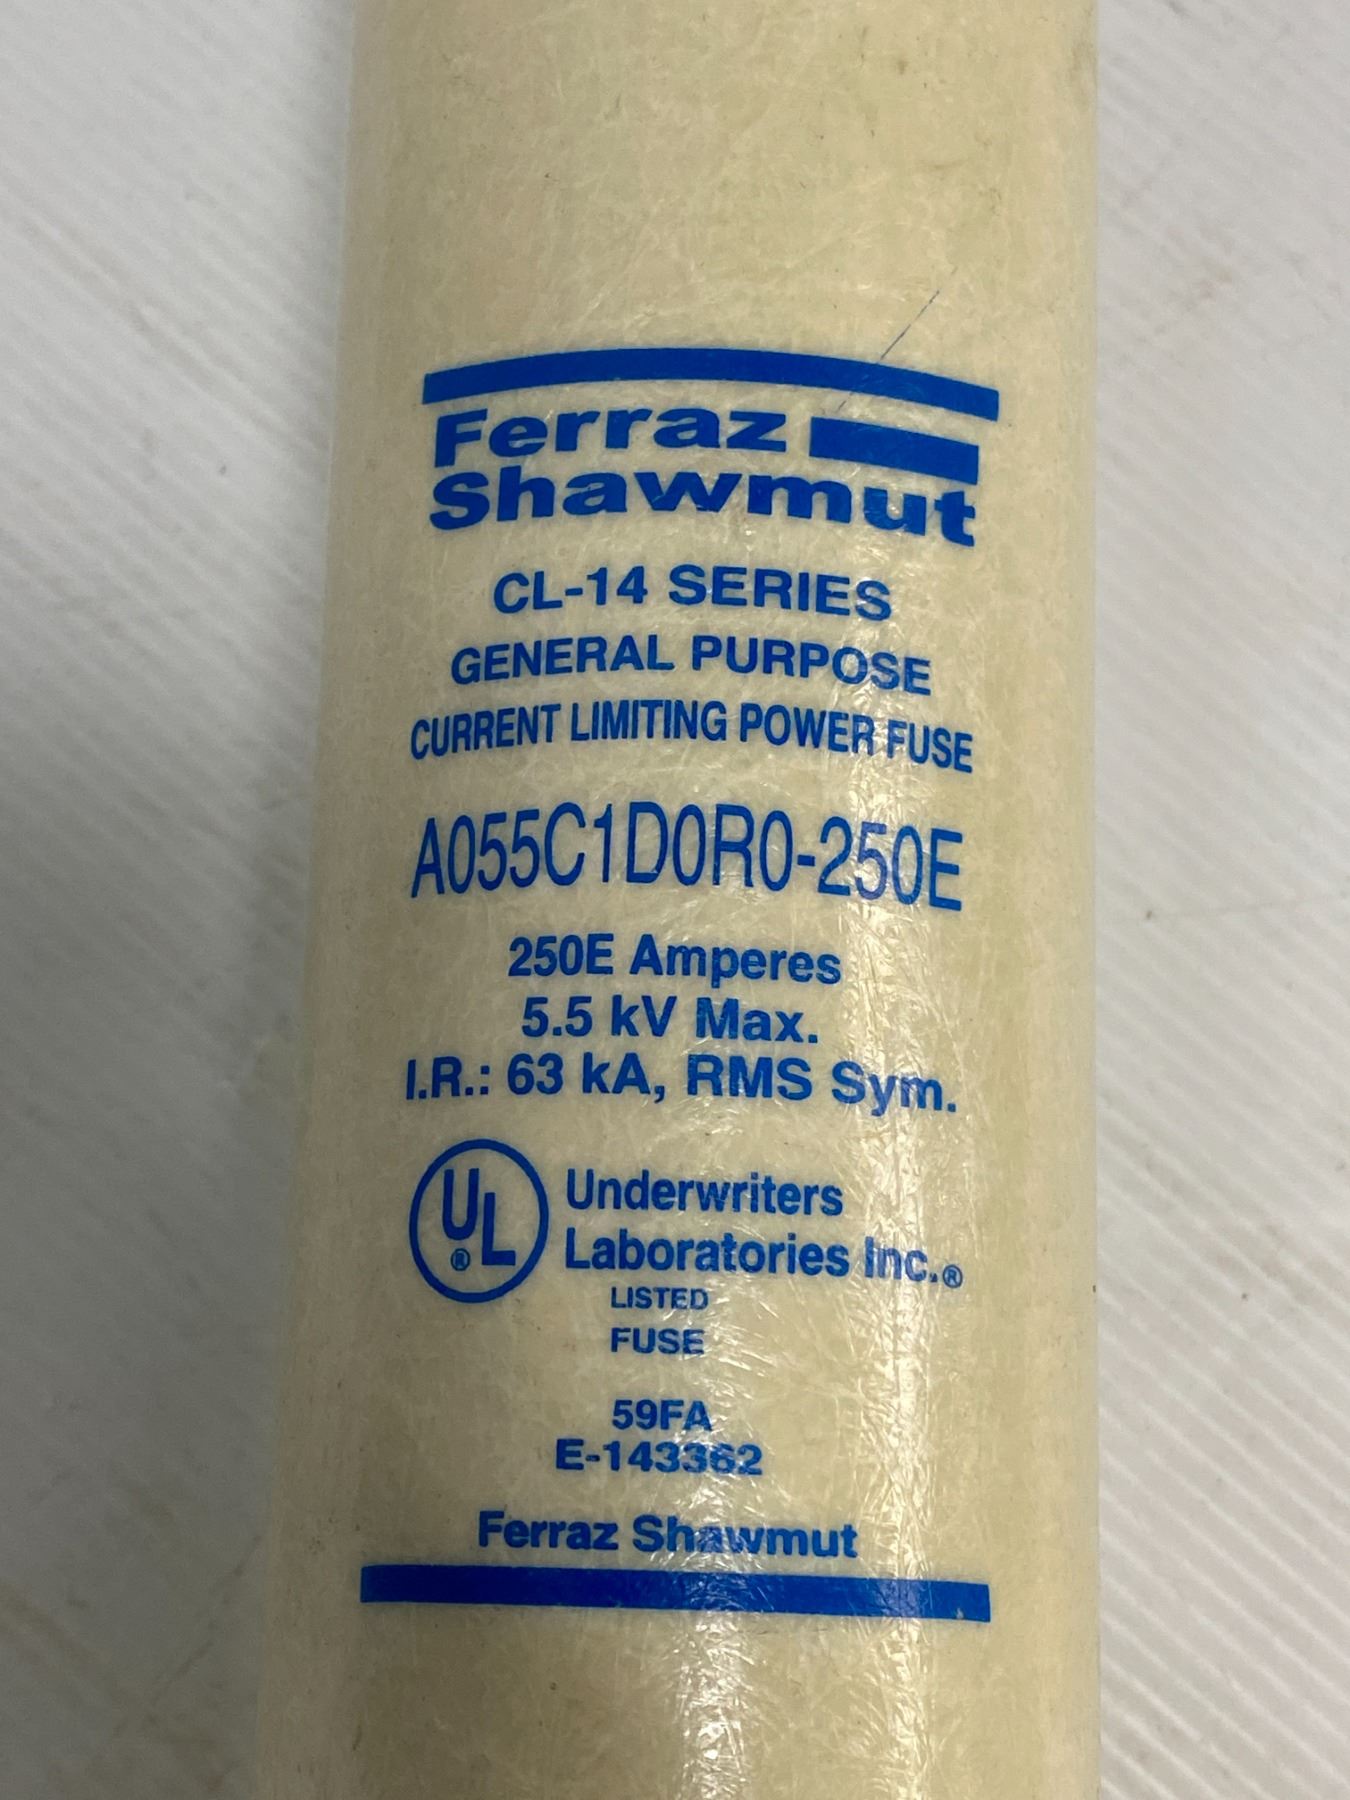 Ferraz
Shawmut
CL-14 SERIES
GENERAL PURPOSE
CURRENT LIMITING POWER FUSE
A055C1D0R0-250E
250E Amperes
5.5 kV Max.
I.R.: 63 kA, RMS Sym.
UL® Underwriters
Laboratories Inc.®
LISTED
FUSE
59FA
E-143362
Ferraz Shawmut